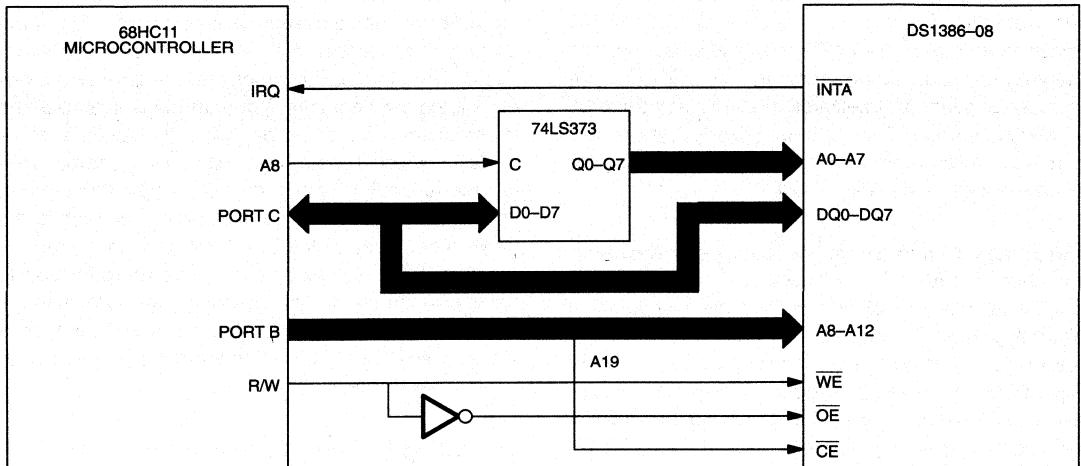 68HC11
MICROCONTROLLER
DS1386–08
IRQ
INTA
74LS373
A8
C
Q0–Q7
A0–A7
PORT C
D0–D7
DQ0–DQ7
PORT B
A8–A12
A19
R/W
WE
OE
CE